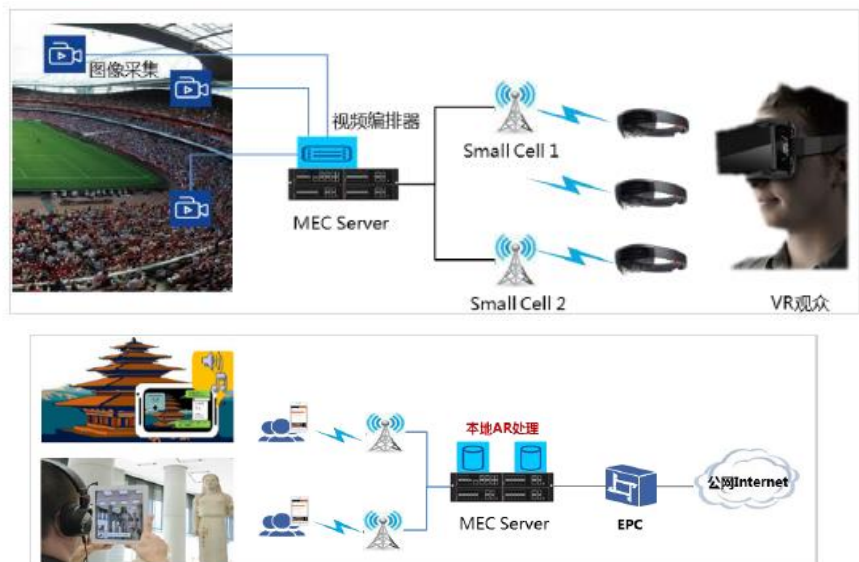 图像采集
视频编排器
MEC Server
Small Cell 1
Small Cell 2
VR观众
本地AR处理
MEC Server
EPC
公网Internet